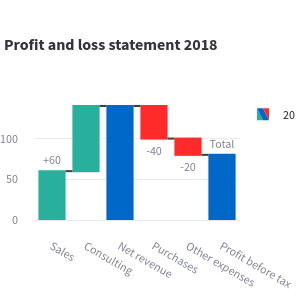 Profit and loss statement 2018
20
100
50
0
+60
-40
-20
Total
Sales
Consulting
Net revenue
Purchases
Other expenses
Profit before tax